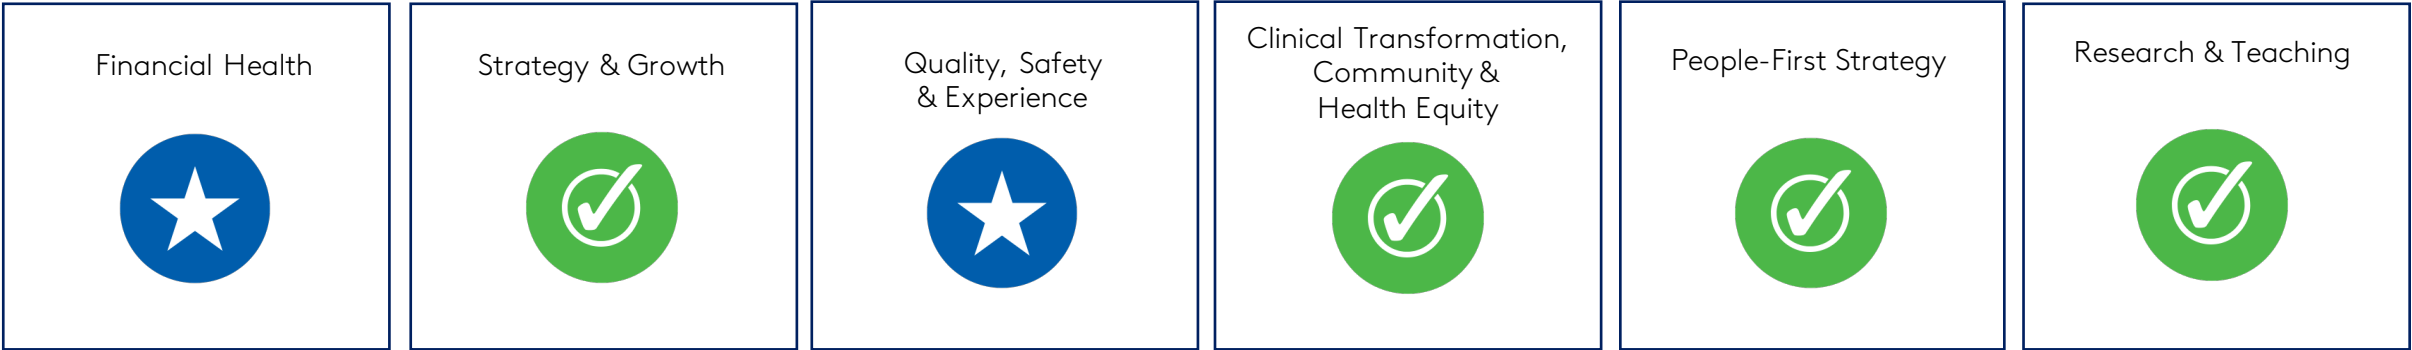 Financial Health
Strategy & Growth
Quality, Safety
& Experience
Clinical Transformation,
Community &
Health Equity
People-First Strategy
Research & Teaching